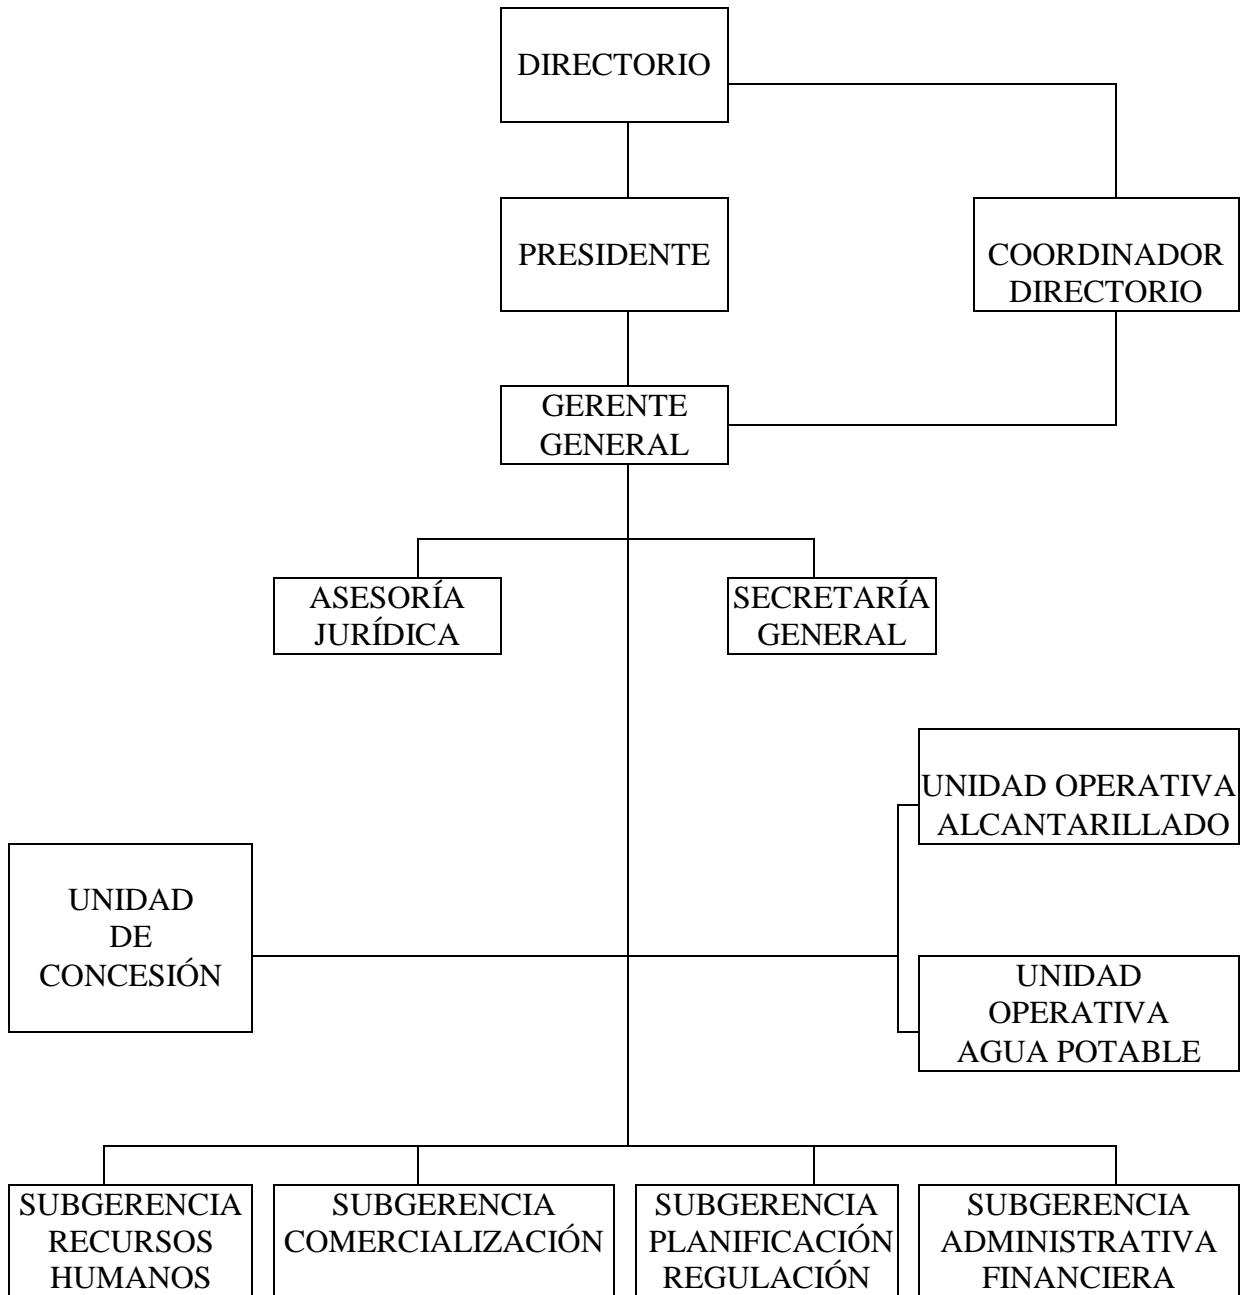 DIRECTORIO
PRESIDENTE
COORDINADOR
DIRECTORIO
GERENTE
GENERAL
ASESORÍA
JURÍDICA
SECRETARÍA
GENERAL
UNIDAD OPERATIVA
ALCANTARILLADO
UNIDAD
DE
CONCESIÓN
UNIDAD
OPERATIVA
AGUA POTABLE
SUBGERENCIA
RECURSOS
HUMANOS
SUBGERENCIA
COMERCIALIZACIÓN
SUBGERENCIA
PLANIFICACIÓN
REGULACIÓN
SUBGERENCIA
ADMINISTRATIVA
FINANCIERA